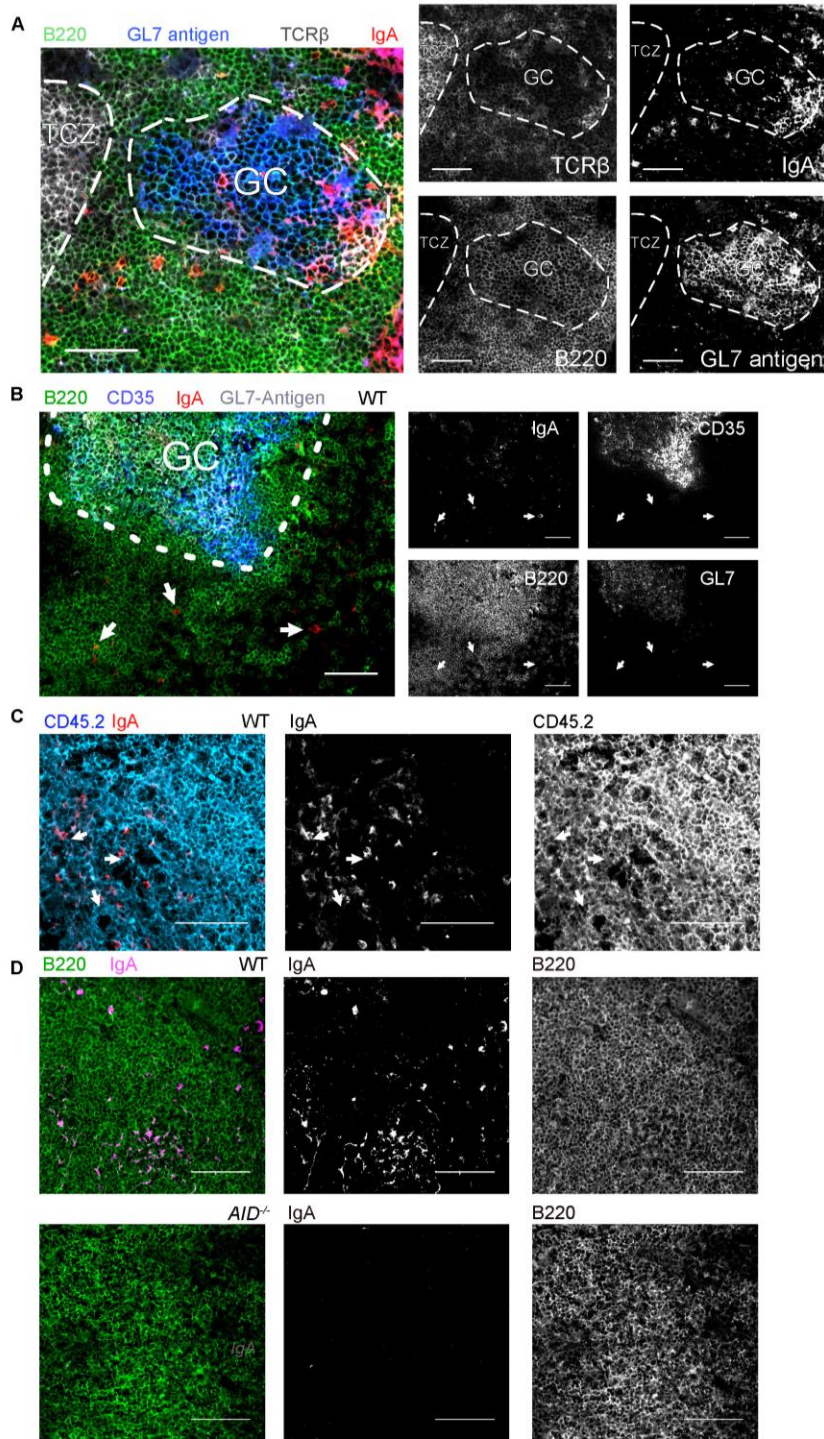 A
B220 GL7 antigen TCRβ IgA
TCZ
GC
TCZ
GC
TCRβ
TCZ
GC
IgA
TCZ
GC
B220
TCZ
GC
GL7 antigen
B
B220 CD35 IgA GL7-Antigen WT
GC
IgA
CD35
B220
GL7
C
CD45.2 IgA WT
IgA
CD45.2
D
B220 IgA WT
IgA
B220
AID-/-
IgA
IgA
B220